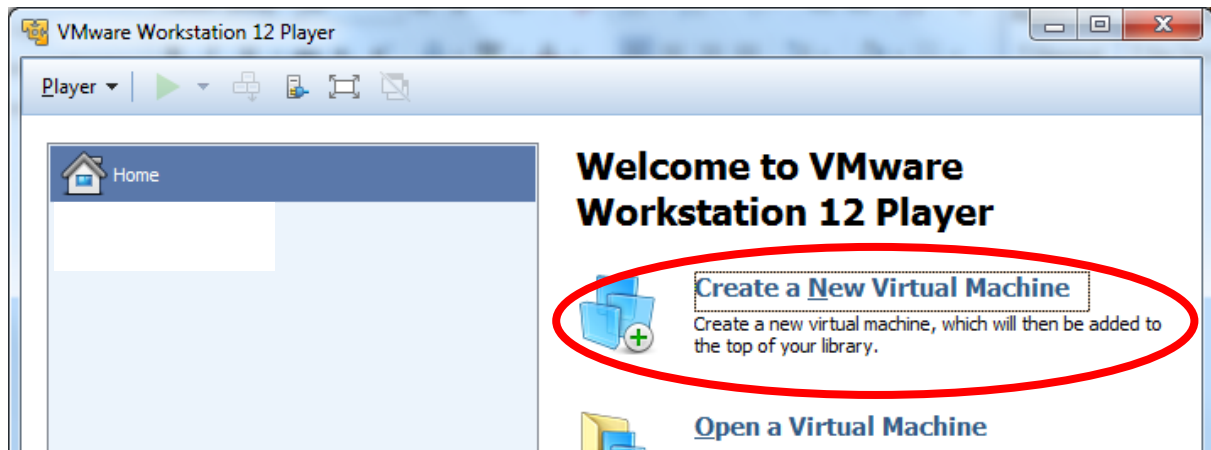 VMware Workstation 12 Player
Player
Home
Welcome to VMware
Workstation 12 Player
Create a New Virtual Machine
Create a new virtual machine, which will then be added to
the top of your library.
Open a Virtual Machine